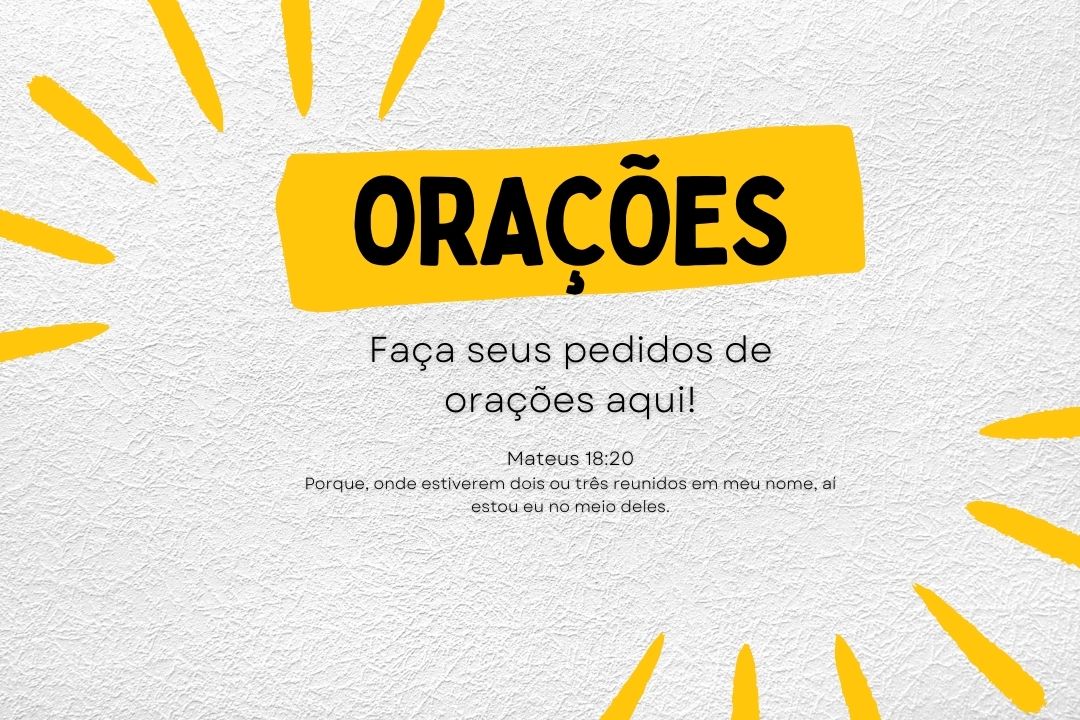 ORAÇÕES
Faça seus pedidos de
orações aqui!
Mateus 18:20
Porque, onde estiverem dois ou três reunidos em meu nome, aí
estou eu no meio deles.